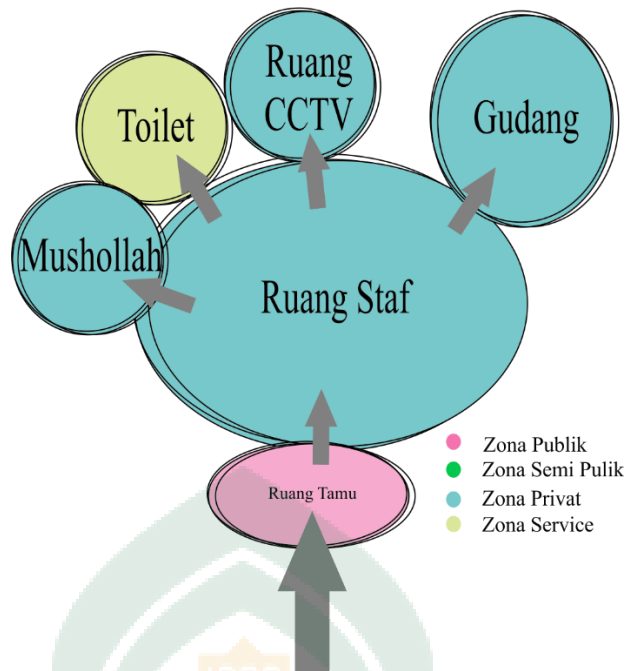 Ruang
CCTV
Toilet
Gudang
Mushollah
Ruang Staf
Ruang Tamu
Zona Publik
Zona Semi Pulik
Zona Privat
Zona Service